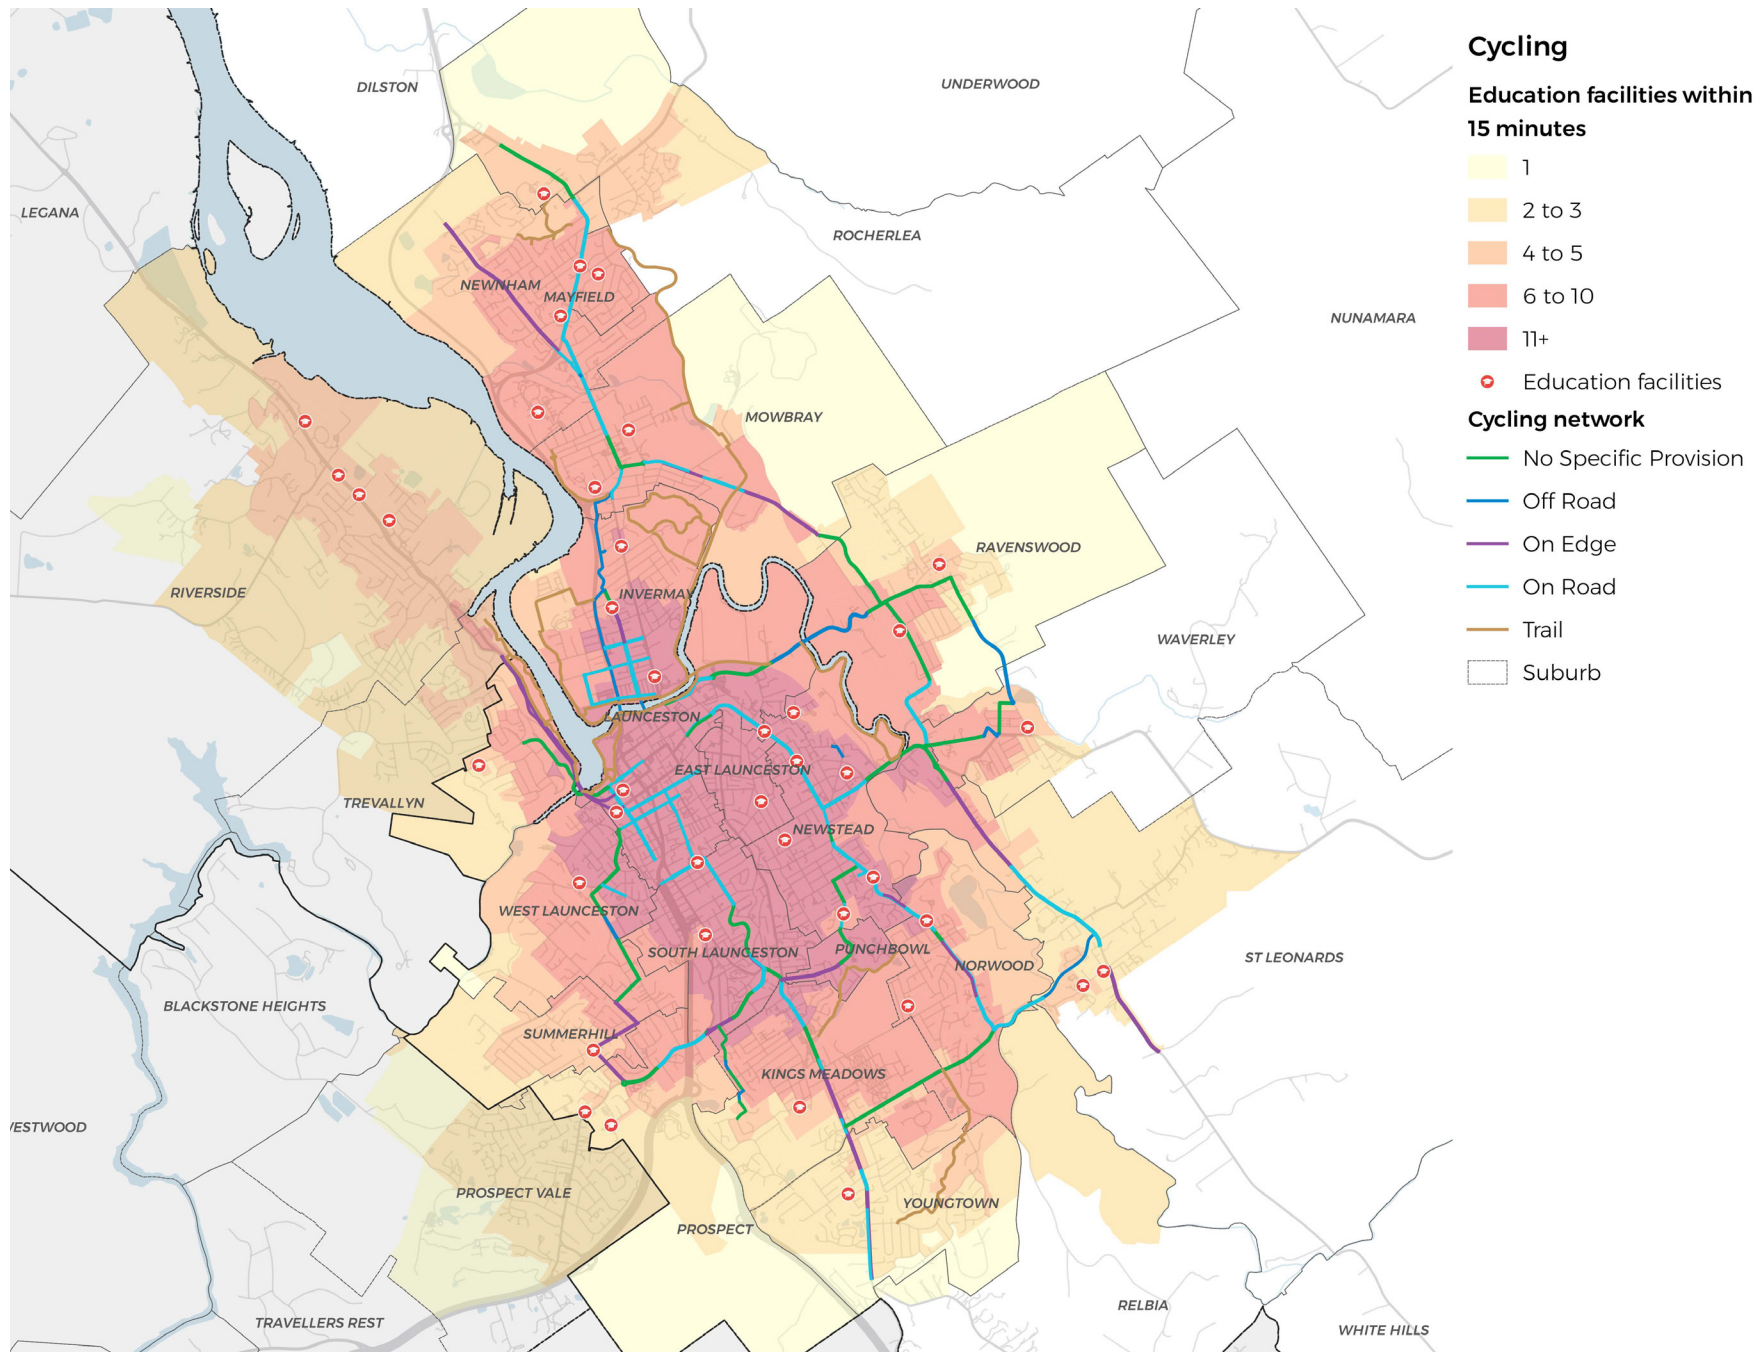 Cycling
Education facilities within
15 minutes
1
2 to 3
4 to 5
6 to 10
11+
Education facilities
Cycling network
No Specific Provision
Off Road
On Edge
On Road
Trail
Suburb
DILSTON
UNDERWOOD
LEGANA
ROCHERLEA
NEWNHAM
MAYFIELD
NUNAMARA
MOWBRAY
RAVENSWOOD
RIVERSIDE
INVERMAY
WAVERLEY
LAUNCESTON
EAST LAUNCESTON
TREVALLYN
NEWSTEAD
WEST LAUNCESTON
SOUTH LAUNCESTON
PUNCHBOWL
NORWOOD
ST LEONARDS
BLACKSTONE HEIGHTS
SUMMERHILL
KINGS MEADOWS
VESTWOOD
PROSPECT VALE
YOUNGTOWN
PROSPECT
RELBIA
TRAVELLERS REST
WHITE HILLS